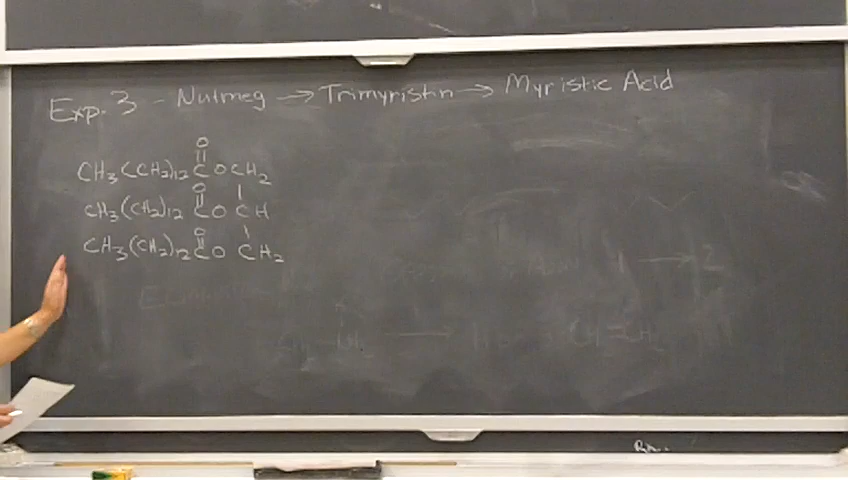 Exp. 3 - Nutmeg → Trimyristin → Myristic Acid
O
CH3(CH2)12 C O CH2
O
CH3(CH2)12 C O CH
O
CH3(CH2)12 C O CH2